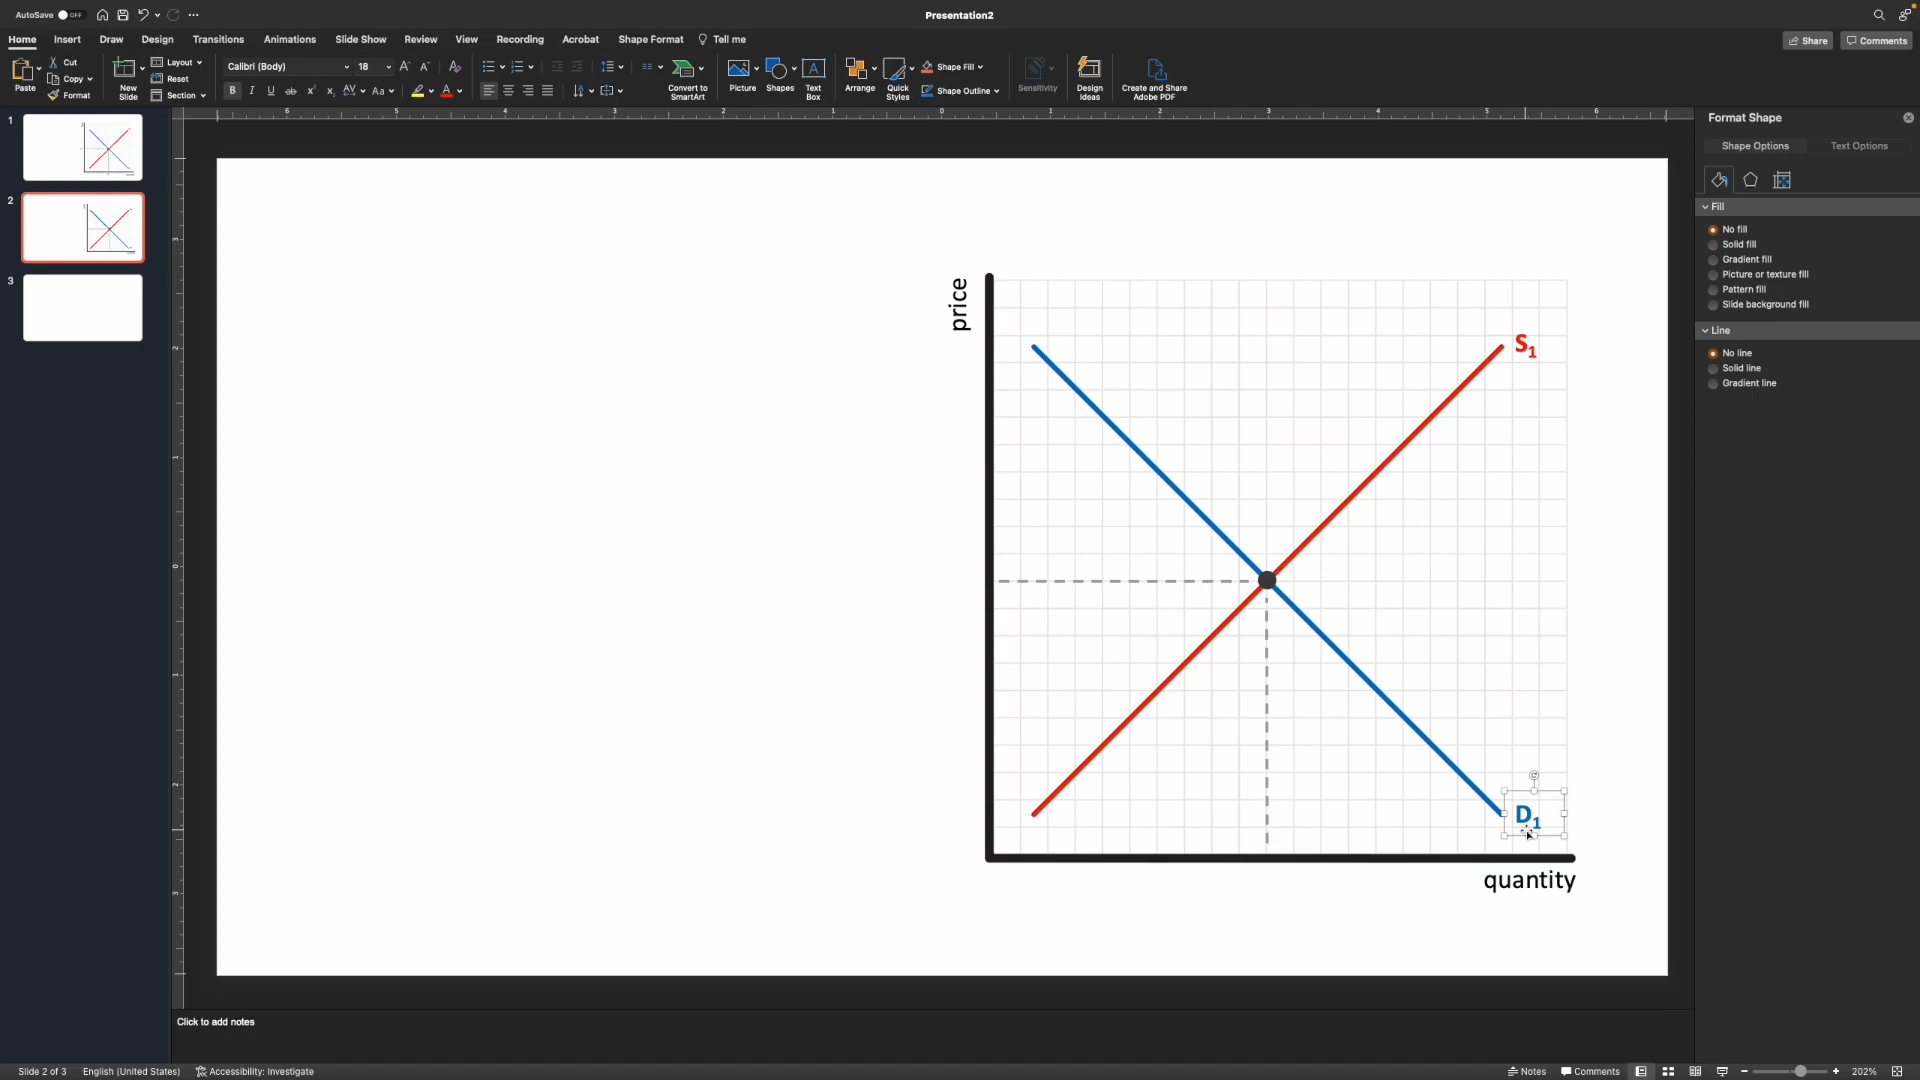 AutoSave OFF
Presentation2
Home Insert Draw Design Transitions Animations Slide Show Review View Recording Acrobat Shape Format Tell me
Share Comments
Paste
Cut
Copy
Format
New Slide
Layout
Reset
Section
Calibri (Body) 18
Convert to SmartArt
Picture
Shapes
Text Box
Arrange
Quick Styles
Shape Fill
Shape Outline
Sensitivity
Design Ideas
Create and Share Adobe PDF
1
2
3
price
S1
D1
quantity
Format Shape
Shape Options Text Options
Fill
No fill
Solid fill
Gradient fill
Picture or texture fill
Pattern fill
Slide background fill
Line
No line
Solid line
Gradient line
Click to add notes
Slide 2 of 3 English (United States) Accessibility: Investigate
Notes Comments 202%